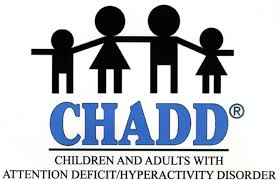 CHADD®
CHILDREN AND ADULTS WITH
ATTENTION DEFICIT/HYPERACTIVITY DISORDER